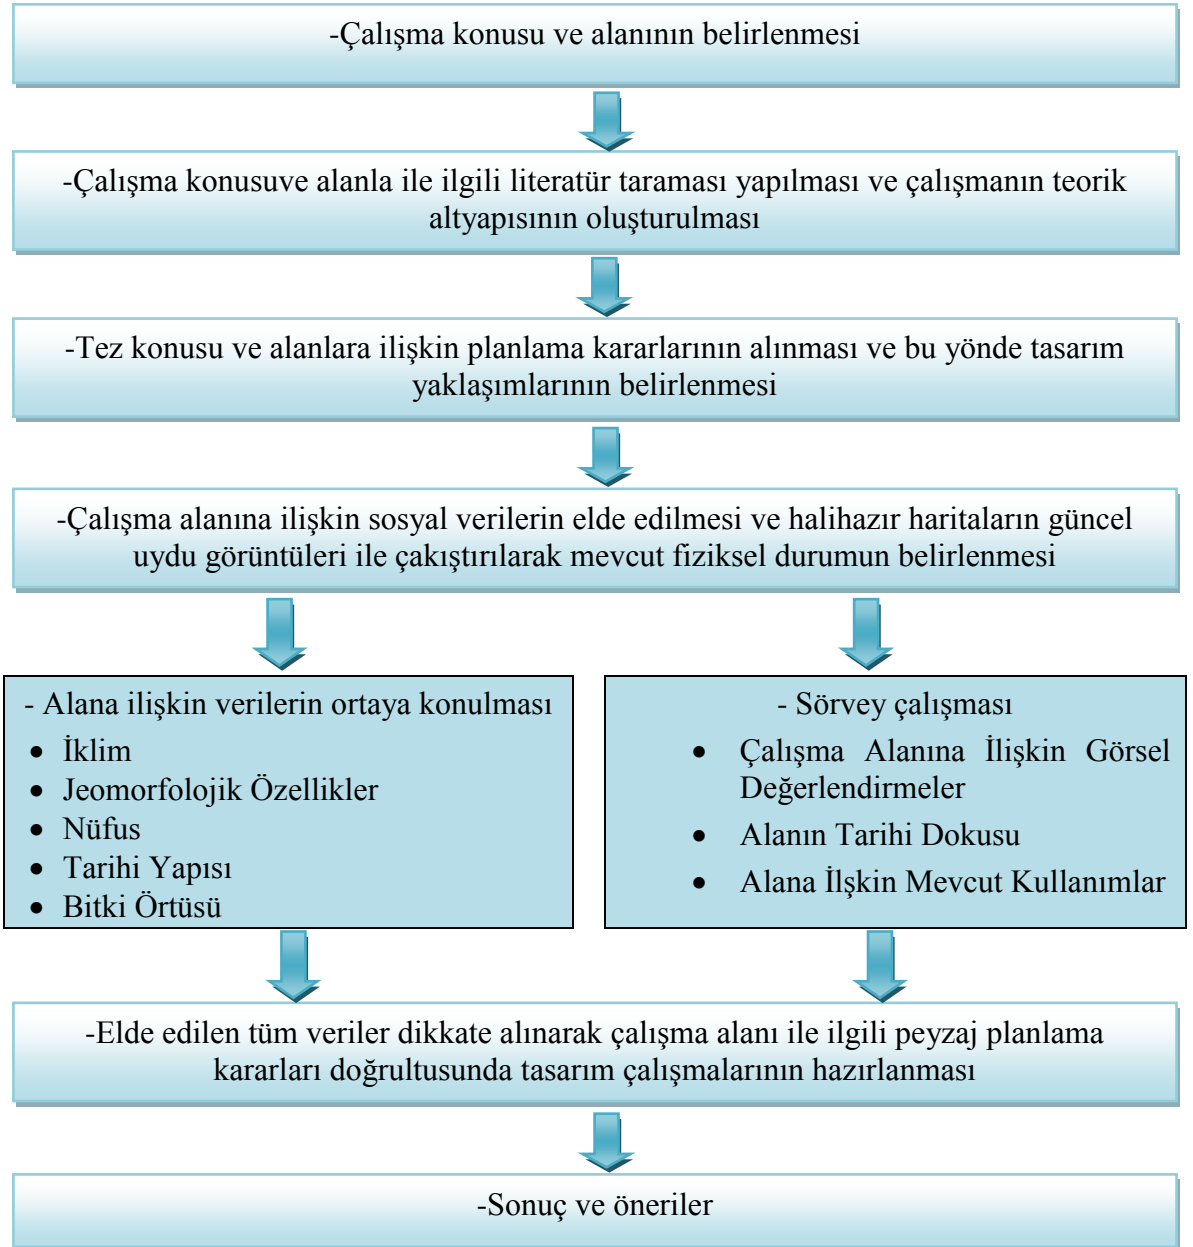 -Çalışma konusu ve alanının belirlenmesi
-Çalışma konusuve alanla ile ilgili literatür taraması yapılması ve çalışmanın teorik
altyapısının oluşturulması
-Tez konusu ve alanlara ilişkin planlama kararlarının alınması ve bu yönde tasarım
yaklaşımlarının belirlenmesi
-Çalışma alanına ilişkin sosyal verilerin elde edilmesi ve halihazır haritaların güncel
uydu görüntüleri ile çakıştırılarak mevcut fiziksel durumun belirlenmesi
- Alana ilişkin verilerin ortaya konulması
• İklim
• Jeomorfolojik Özellikler
• Nüfus
• Tarihi Yapısı
• Bitki Örtüsü
- Sörvey çalışması
• Çalışma Alanına İlişkin Görsel
Değerlendirmeler
• Alanın Tarihi Dokusu
• Alana İlşkin Mevcut Kullanımlar
-Elde edilen tüm veriler dikkate alınarak çalışma alanı ile ilgili peyzaj planlama
kararları doğrultusunda tasarım çalışmalarının hazırlanması
-Sonuç ve öneriler